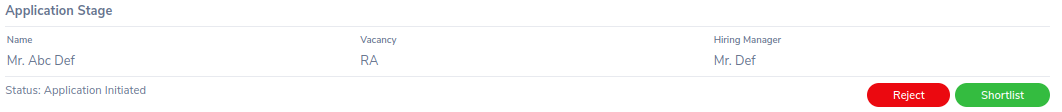 Application Stage
Name Vacancy Hiring Manager
Mr. Abc Def RA Mr. Def
Status: Application Initiated
Reject Shortlist